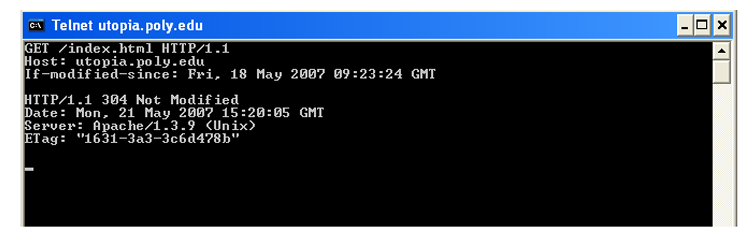 Telnet utopia.poly.edu
GET /index.html HTTP/1.1
Host: utopia.poly.edu
If-modified-since: Fri, 18 May 2007 09:23:24 GMT
HTTP/1.1 304 Not Modified
Date: Mon, 21 May 2007 15:20:05 GMT
Server: Apache/1.3.9 (Unix)
ETag: "1631-3a3-3c6d478b"